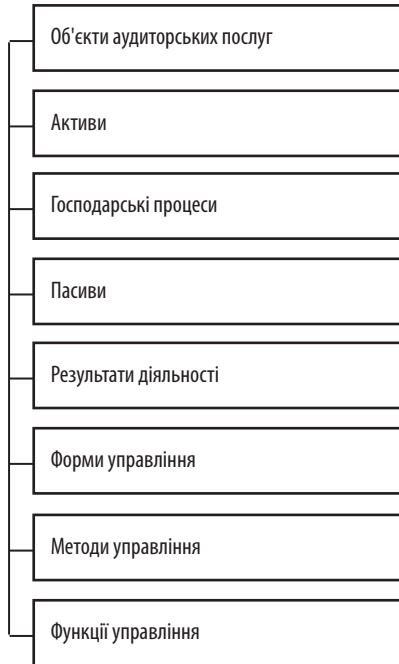 Об'єкти аудиторських послуг
Активи
Господарські процеси
Пасиви
Результати діяльності
Форми управління
Методи управління
Функції управління